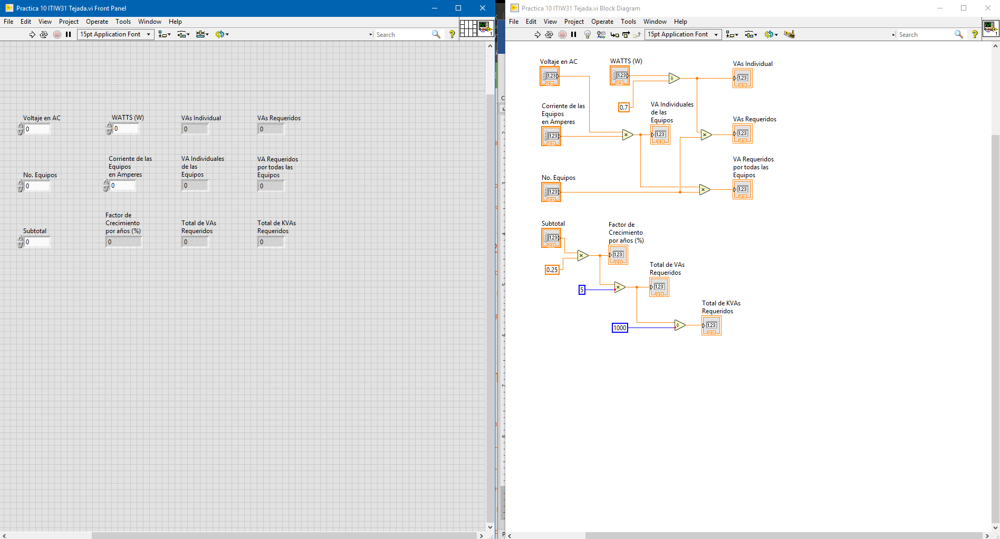 Practica 10 ITIW31 Tejada.vi Front Panel
File Edit View Project Operate Tools Window Help
15pt Application Font
Search
?
1
Voltaje en AC
0
WATTS (W)
0
VAs Individual
0
VAs Requeridos
0
No. Equipos
0
Corriente de las
Equipos
en Amperes
0
VA Individuales
de las
Equipos
0
VA Requeridos
por todas las
Equipos
0
Subtotal
0
Factor de
Crecimiento
por años (%)
0
Total de VAs
Requeridos
0
Total de KVAs
Requeridos
0
Practica 10 ITIW31 Tejada.vi Block Diagram
File Edit View Project Operate Tools Window Help
15pt Application Font
Search
?
1
Voltaje en AC
1.23
DBL
WATTS (W)
1.23
DBL
÷
VAs Individual
1.23
DBL
0.7
Corriente de las
Equipos
en Amperes
1.23
DBL
×
VA Individuales
de las
Equipos
1.23
DBL
×
VAs Requeridos
1.23
DBL
No. Equipos
1.23
DBL
×
VA Requeridos
por todas las
Equipos
1.23
DBL
Subtotal
1.23
DBL
0.25
×
Factor de
Crecimiento
por años (%)
1.23
DBL
5
×
Total de VAs
Requeridos
1.23
DBL
1000
÷
Total de KVAs
Requeridos
1.23
DBL